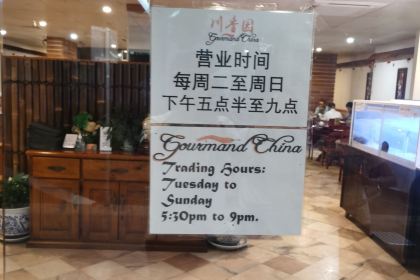 川香园
Gourmand China
营业时间
每周二至周日
下午五点半至九点
Gourmand China
Trading Hours:
Tuesday to
Sunday
5:30pm to 9pm.